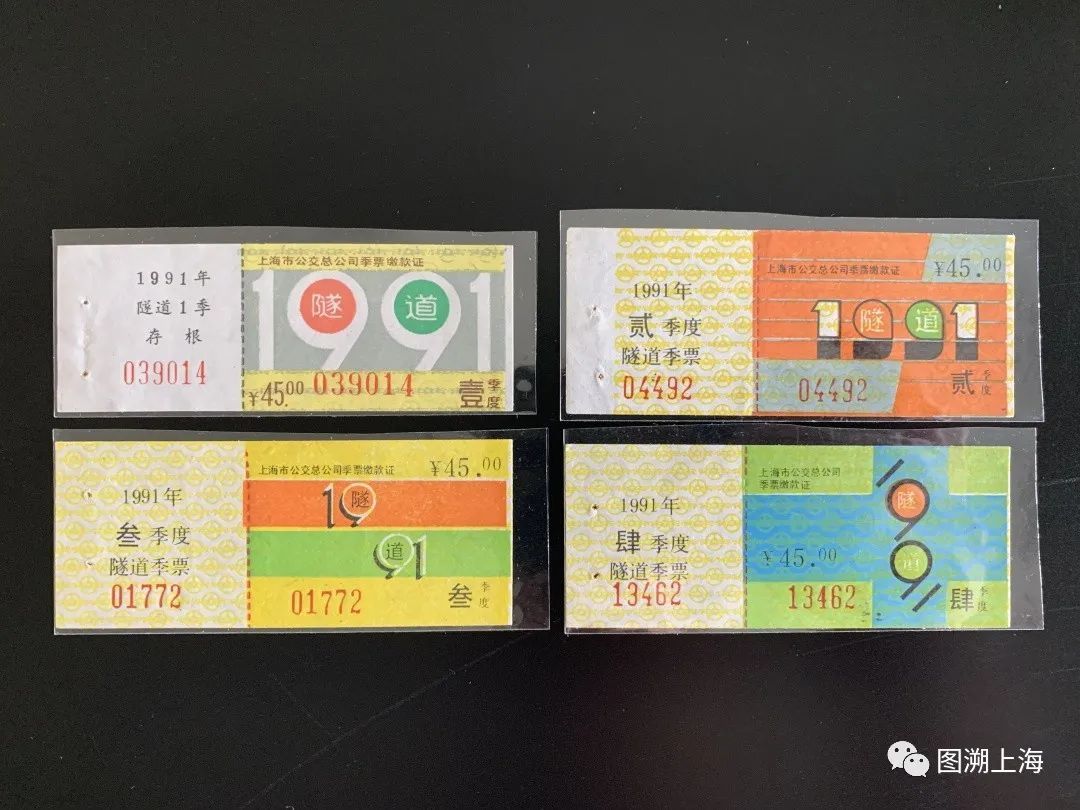 1991年
隧道1季
存根
039014
上海市公交总公司季票缴款证
1991
隧道
¥45.00
039014
壹季度
1991年
贰季度
隧道季票
04492
上海市公交总公司季票缴款证
¥45.00
1991
隧道
04492
贰季度
1991年
叁季度
隧道季票
01772
上海市公交总公司季票缴款证
¥45.00
19
隧
91
道
01772
叁季度
1991年
肆季度
隧道季票
13462
上海市公交总公司
季票缴款证
1991
隧道
¥45.00
13462
肆季度
图溯上海